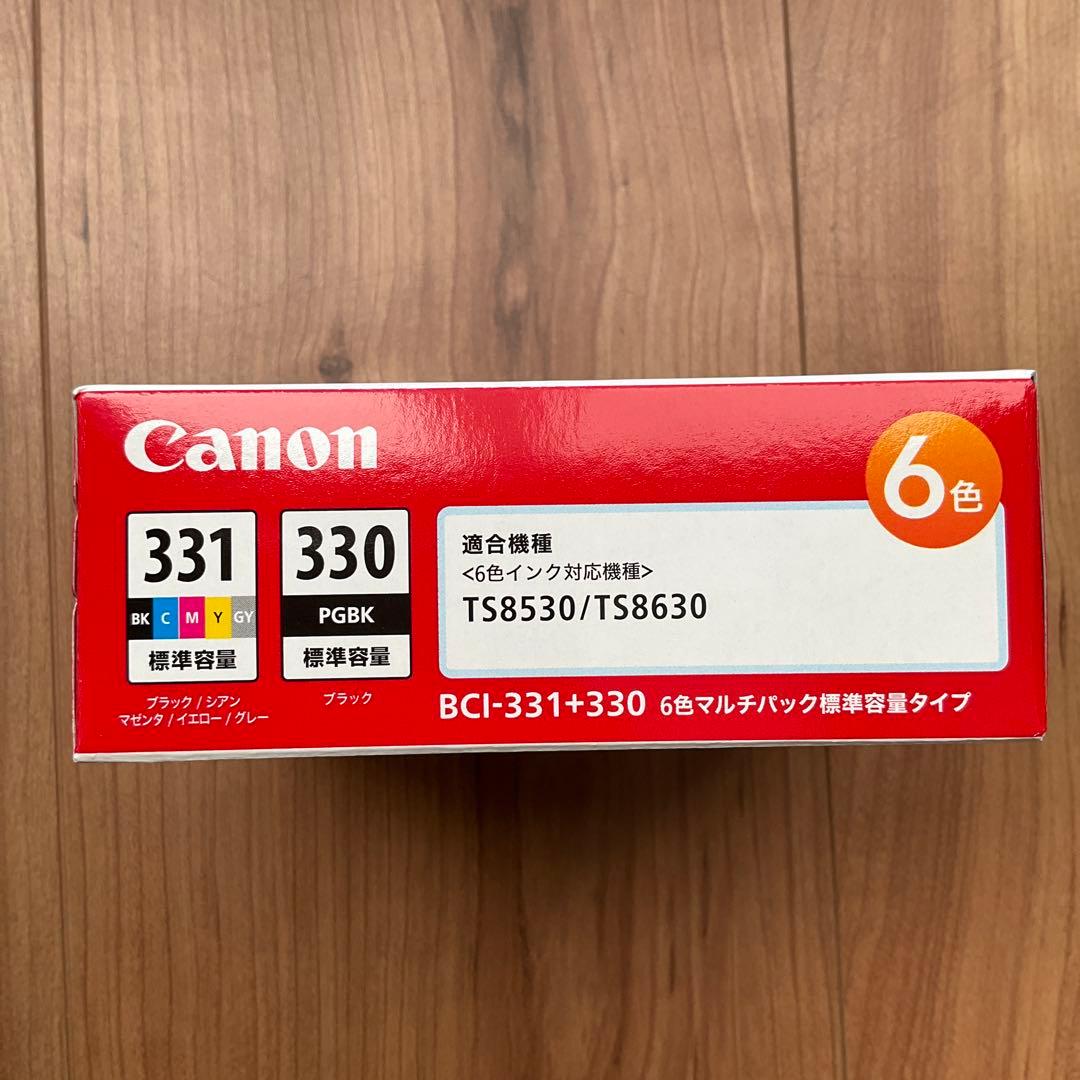 Canon
6色
331
BK C M Y GY
標準容量
ブラック / シアン
マゼンタ / イエロー / グレー
330
PGBK
標準容量
ブラック
適合機種
<6色インク対応機種>
TS8530/TS8630
BCI-331+330 6色マルチパック標準容量タイプ